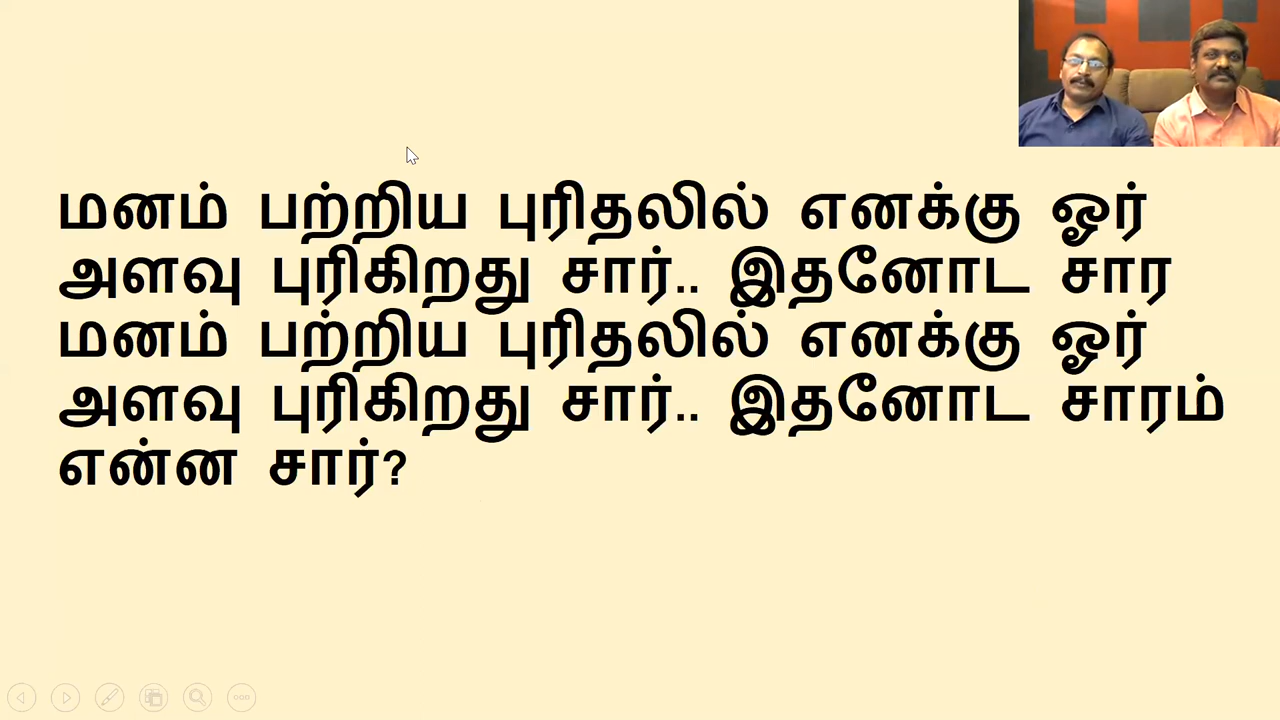 மனம் பற்றிய புரிதலில் எனக்கு ஓர்
அளவு புரிகிறது சார்.. இதனோட சார
மனம் பற்றிய புரிதலில் எனக்கு ஓர்
அளவு புரிகிறது சார்.. இதனோட சாரம்
என்ன சார்?